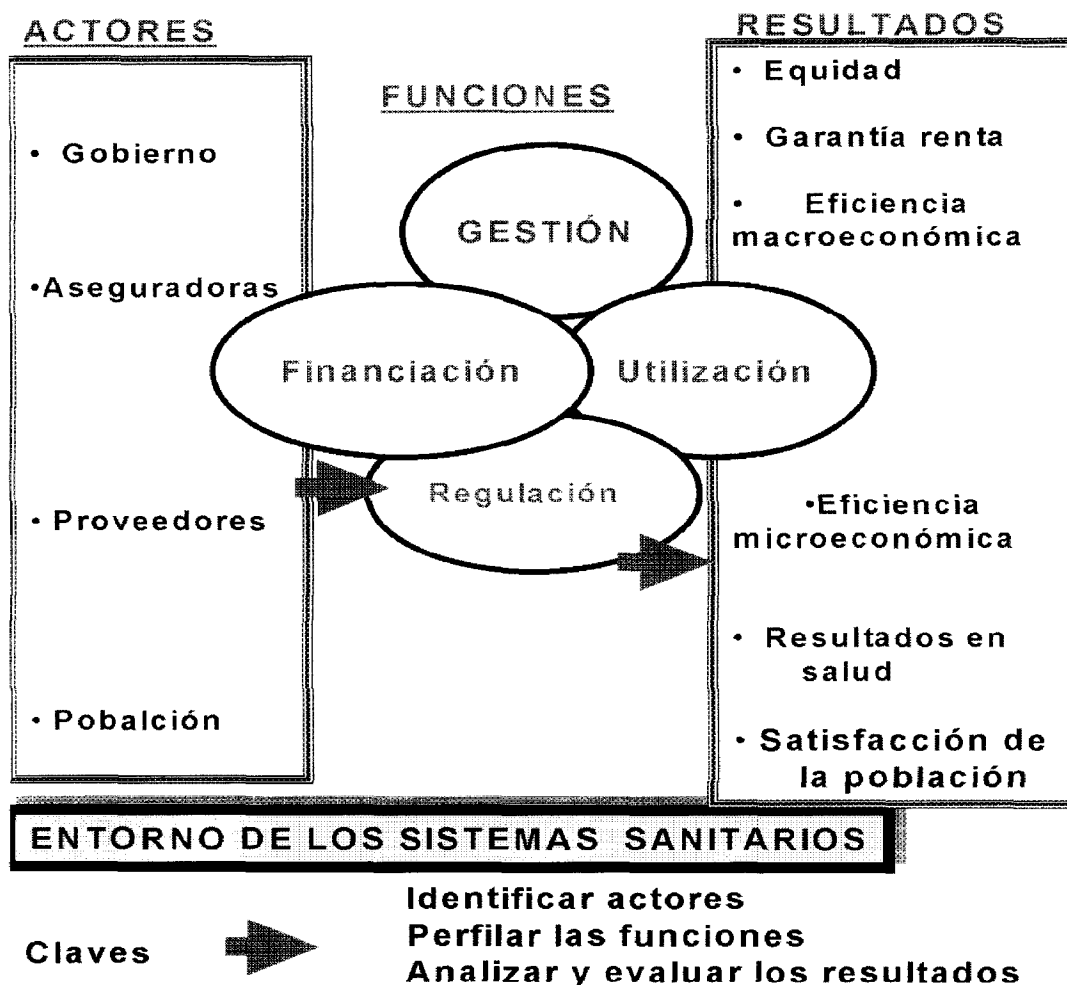 ACTORES
• Gobierno
•Aseguradoras
• Proveedores
• Pobalción
FUNCIONES
GESTIÓN
Financiación
Utilización
Regulación
RESULTADOS
• Equidad
• Garantía renta
• Eficiencia
macroeconómica
•Eficiencia
microeconómica
• Resultados en
salud
• Satisfacción de
la población
ENTORNO DE LOS SISTEMAS SANITARIOS
Claves
Identificar actores
Perfilar las funciones
Analizar y evaluar los resultados